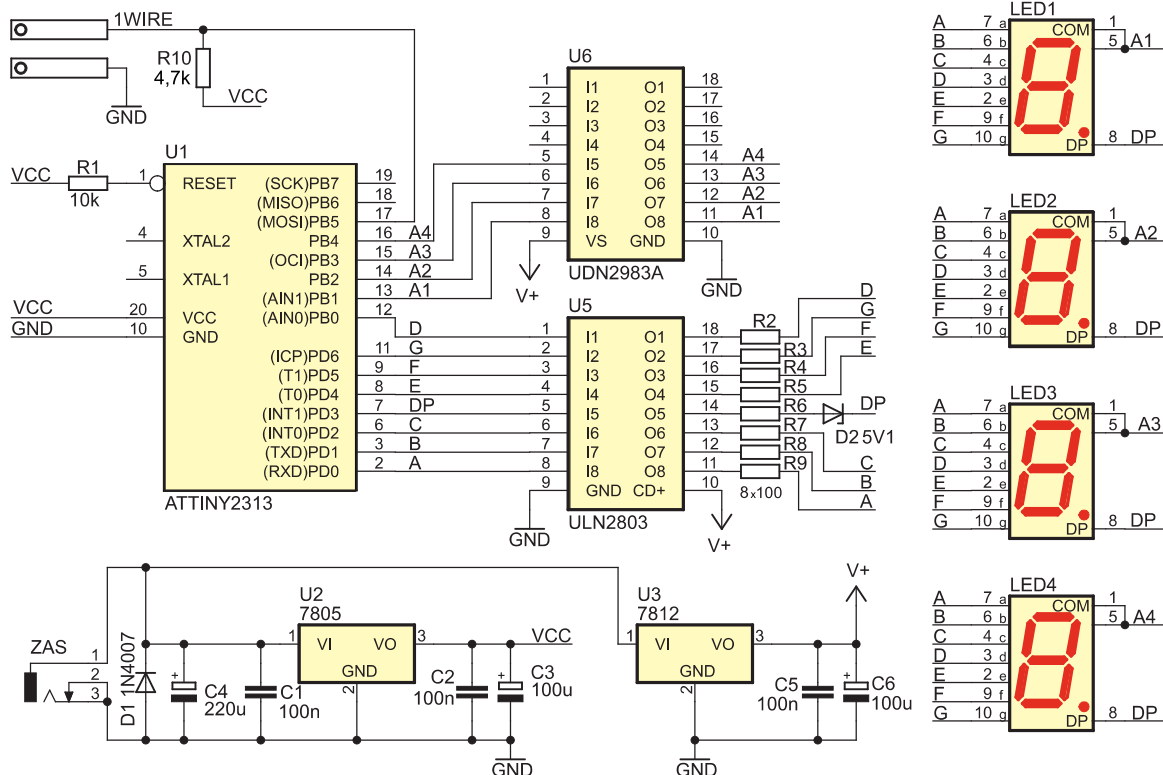 1WIRE
R10
4,7k
VCC
GND
U1
VCC
R1
10k
1
RESET
(SCK)PB7
19
(MISO)PB6
18
(MOSI)PB5
17
4
XTAL2
PB4
16
A4
(OCI)PB3
15
A3
5
XTAL1
PB2
14
A2
(AIN1)PB1
13
A1
VCC
20
VCC
(AIN0)PB0
12
GND
10
GND
(ICP)PD6
11
(T1)PD5
9
(T0)PD4
8
(INT1)PD3
7
(INT0)PD2
6
(TXD)PD1
3
(RXD)PD0
2
ATTINY2313
D
G
F
E
DP
C
B
A
U6
1
I1
O1
18
2
I2
O2
17
3
I3
O3
16
4
I4
O4
15
5
I5
O5
14
A4
6
I6
O6
13
A3
7
I7
O7
12
A2
8
I8
O8
11
A1
9
VS
GND
10
UDN2983A
V+
GND
U5
1
I1
O1
18
2
I2
O2
17
3
I3
O3
16
4
I4
O4
15
5
I5
O5
14
6
I6
O6
13
7
I7
O7
12
8
I8
O8
11
9
GND
CD+
10
ULN2803
GND
V+
R2
R3
R4
R5
R6
R7
R8
R9
8x100
D
G
F
E
DP
D2 5V1
C
B
A
ZAS
1
2
3
D1 1N4007
C4
220u
+
C1
100n
U2
7805
1
VI
VO
3
GND
2
C2
100n
+
C3
100u
VCC
GND
U3
7812
1
VI
VO
3
GND
2
C5
100n
+
C6
100u
V+
GND
LED1
A
7
a
COM
1
B
6
b
5
A1
C
4
c
D
3
d
E
2
e
F
9
f
G
10
g
DP
8
DP
LED2
A
7
a
COM
1
B
6
b
5
A2
C
4
c
D
3
d
E
2
e
F
9
f
G
10
g
DP
8
DP
LED3
A
7
a
COM
1
B
6
b
5
A3
C
4
c
D
3
d
E
2
e
F
9
f
G
10
g
DP
8
DP
LED4
A
7
a
COM
1
B
6
b
5
A4
C
4
c
D
3
d
E
2
e
F
9
f
G
10
g
DP
8
DP